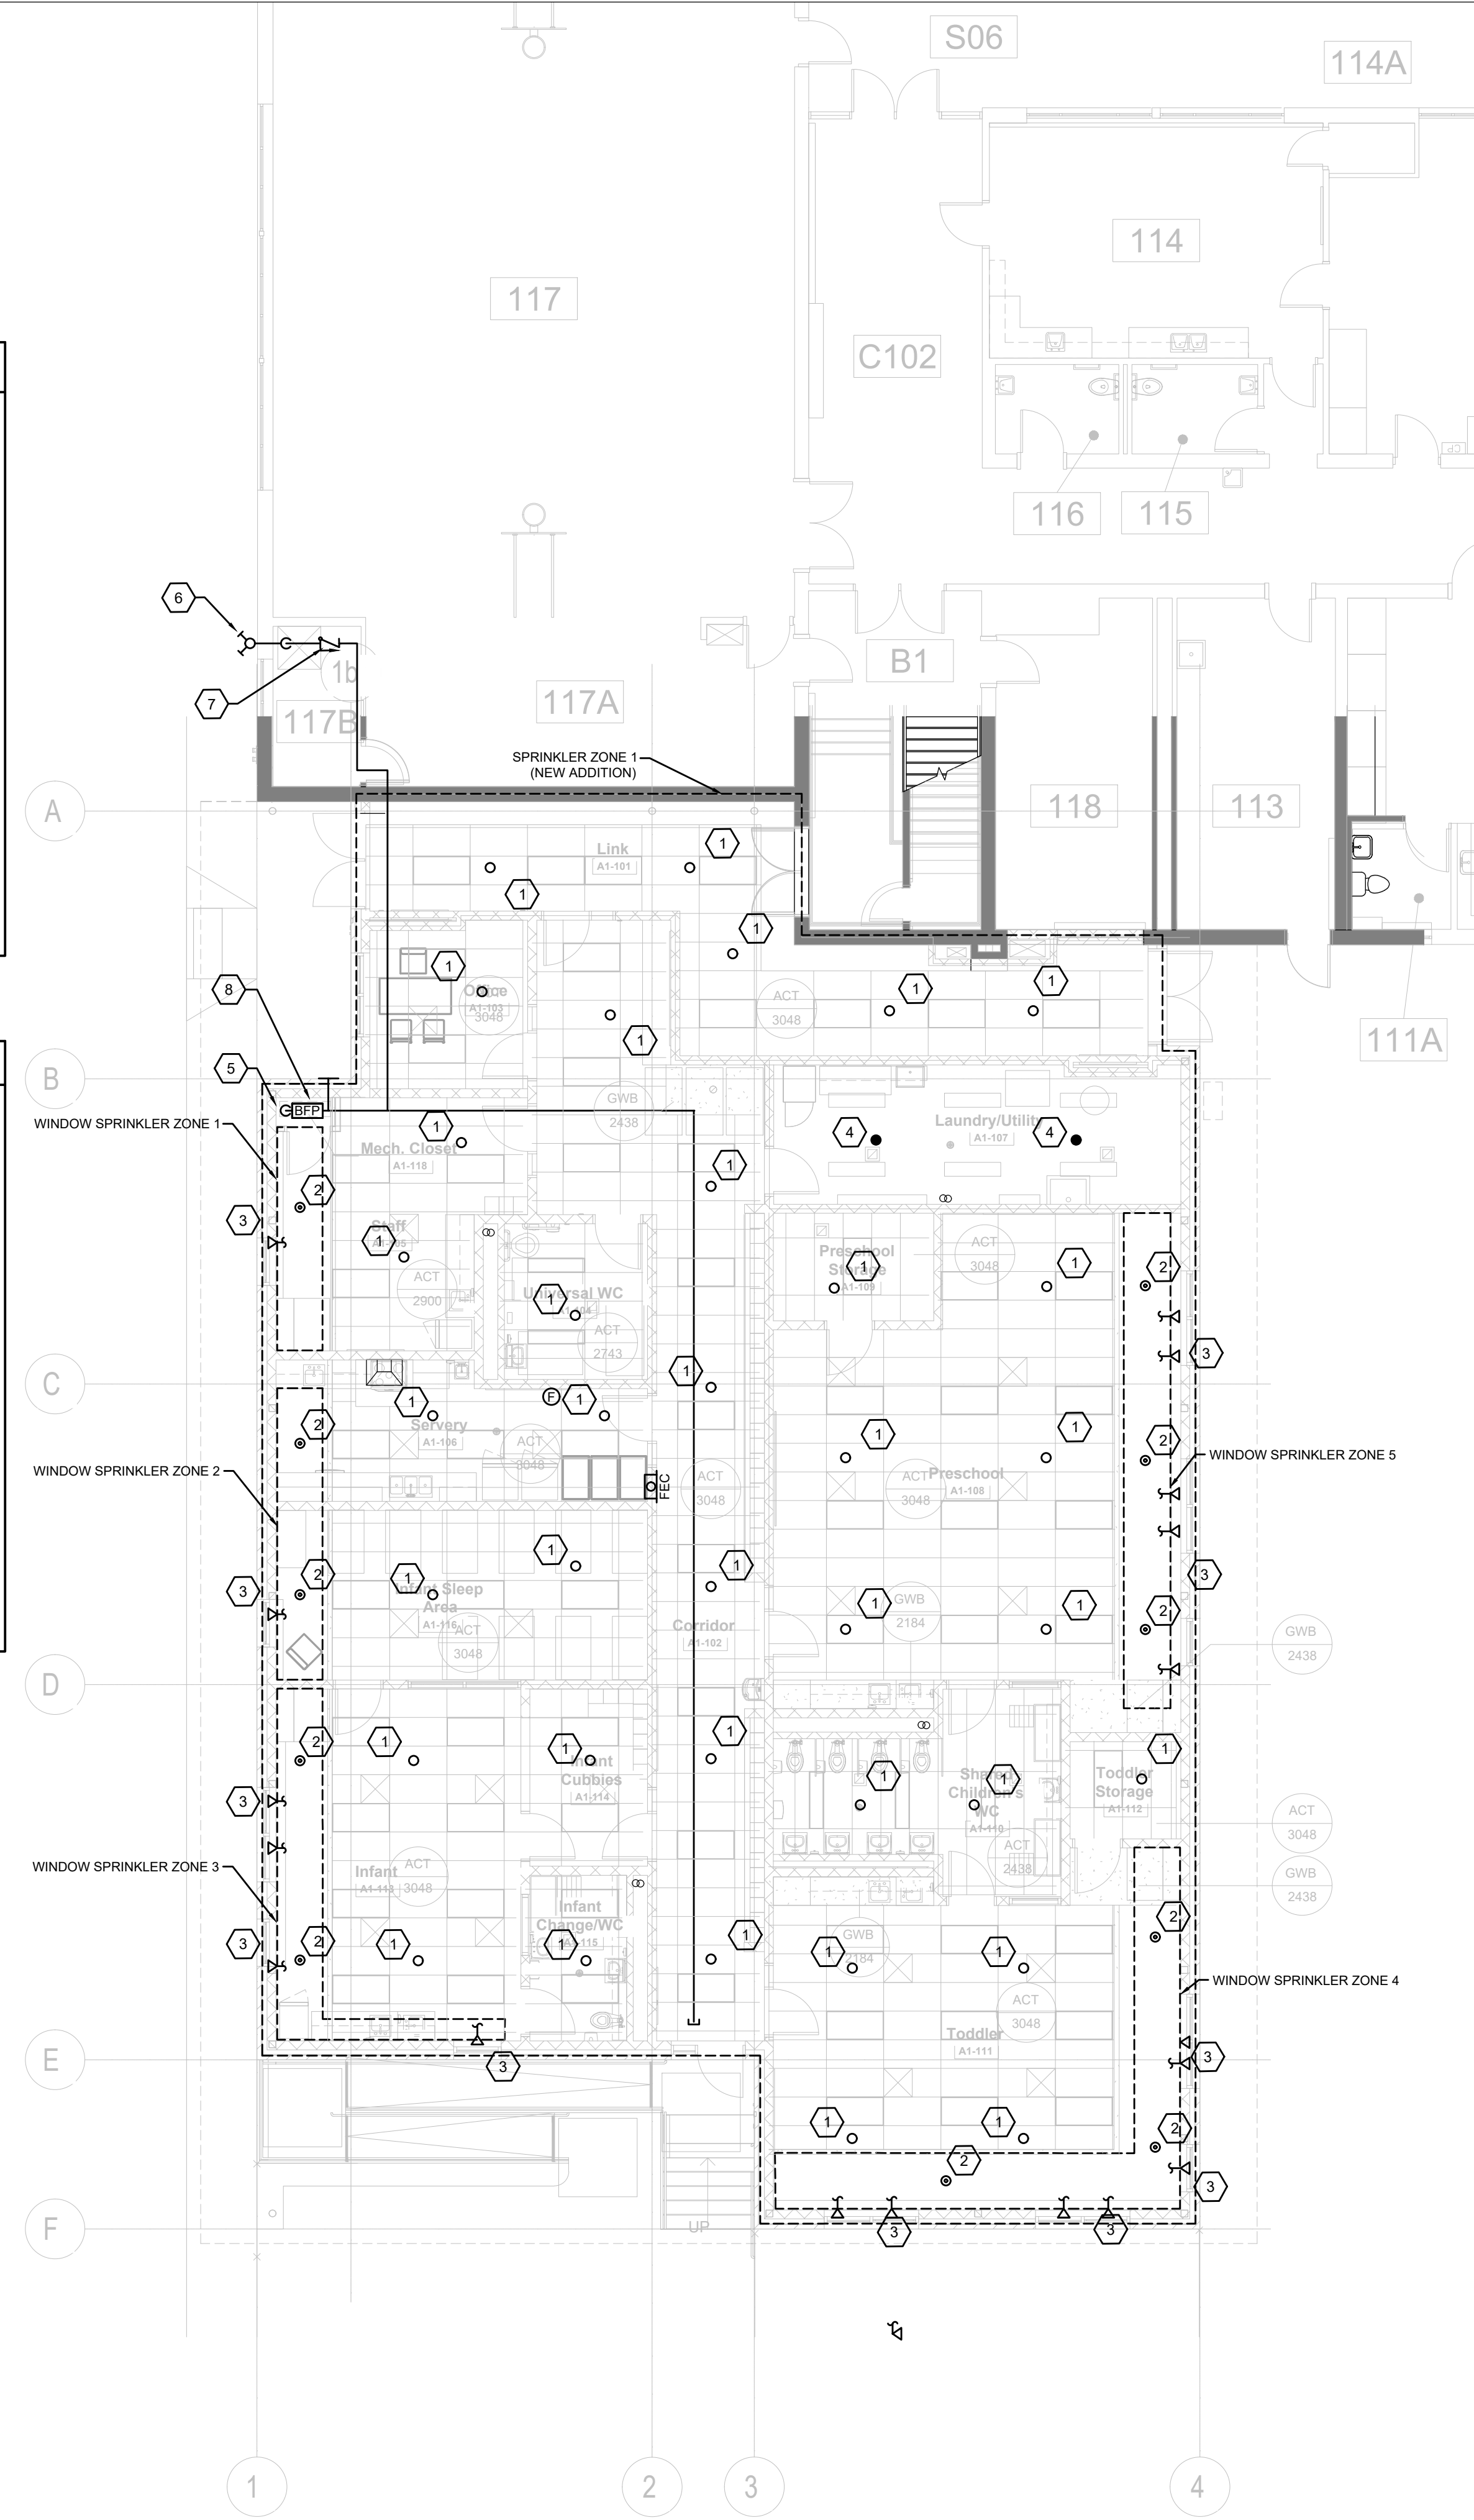 S06
114A
114
117
C102
116
115
6
1b
7
117B
117A
B1
SPRINKLER ZONE 1
(NEW ADDITION)
A
118
113
Link
A1-101
1
1
1
111A
1
Office
A1-103
3048
ACT
3048
1
1
8
1
5
B
BFP
GWB
2438
WINDOW SPRINKLER ZONE 1
1
Mech. Closet
A1-118
4
Laundry/Utility
A1-107
4
1
2
3
Staff
A1-105
1
ACT
2900
Universal WC
A1-104
1
ACT
2743
Preschool
Storage
A1-109
1
ACT
3048
1
2
3
C
1
1
F
1
Servery
A1-106
ACT
3048
2
WINDOW SPRINKLER ZONE 2
FEC
ACT
3048
1
1
2
ACT
3048
Preschool
A1-108
WINDOW SPRINKLER ZONE 5
1
1
2
3
1
Infant Sleep
Area
A1-116
ACT
3048
Corridor
A1-102
1
GWB
2184
1
2
3
GWB
2438
D
2
1
1
Infant
Cubbies
A1-114
1
1
Shared
Children's
WC
A1-110
1
ACT
2438
1
Toddler
Storage
A1-112
3
ACT
3048
GWB
2438
WINDOW SPRINKLER ZONE 3
Infant
A1-113
ACT
3048
Infant
Change/WC
A1-115
1
3
2
1
1
1
GWB
2184
1
2
WINDOW SPRINKLER ZONE 4
ACT
3048
Toddler
A1-111
E
3
3
1
1
2
2
3
F
UP
3
3
1
2
3
4